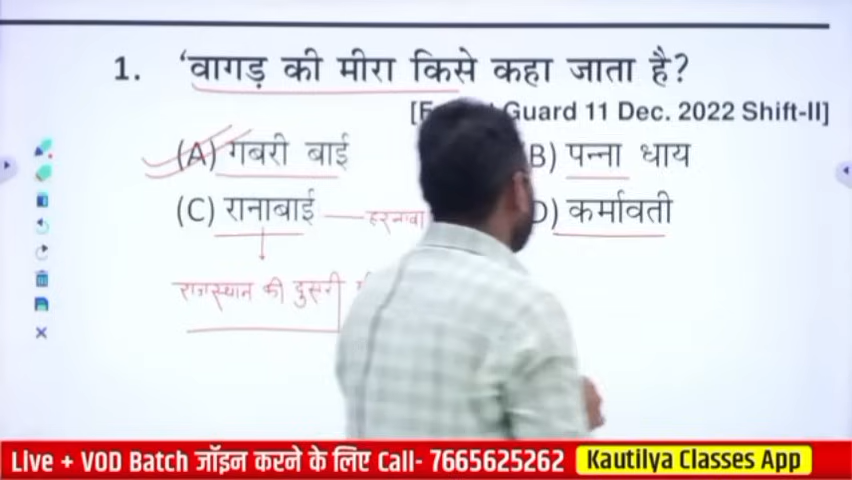 1. 'वागड़ की मीरा किसे कहा जाता है?
Guard 11 Dec. 2022 Shift-II]
(A) गबरी बाई B) पन्ना धाय
(C) रानाबाई D) कर्मावती
राजस्थान की दुसरी
LIve + VOD Batch जॉइन करने के लिए Call- 7665625262 Kautilya Classes App